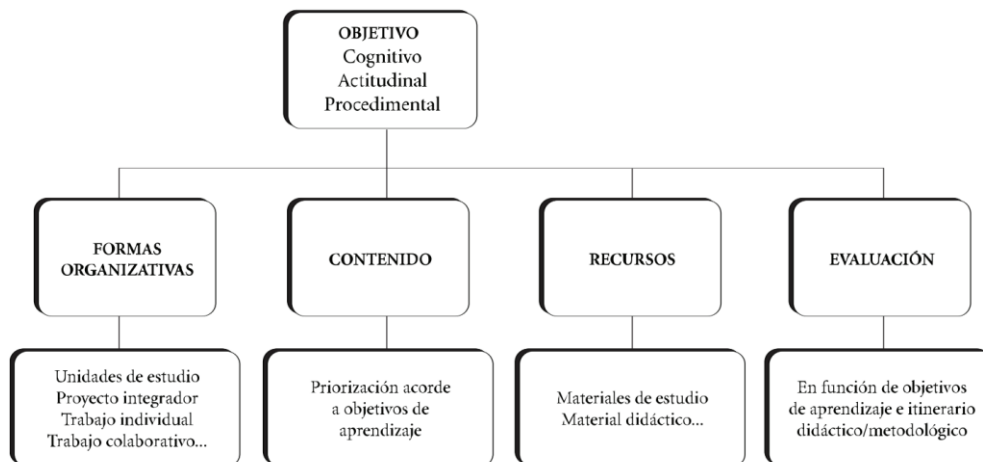 OBJETIVO
Cognitivo
Actitudinal
Procedimental
FORMAS
ORGANIZATIVAS
CONTENIDO
RECURSOS
EVALUACIÓN
Unidades de estudio
Proyecto integrador
Trabajo individual
Trabajo colaborativo...
Priorización acorde
a objetivos de
aprendizaje
Materiales de estudio
Material didáctico...
En función de objetivos
de aprendizaje e itinerario
didáctico/metodológico